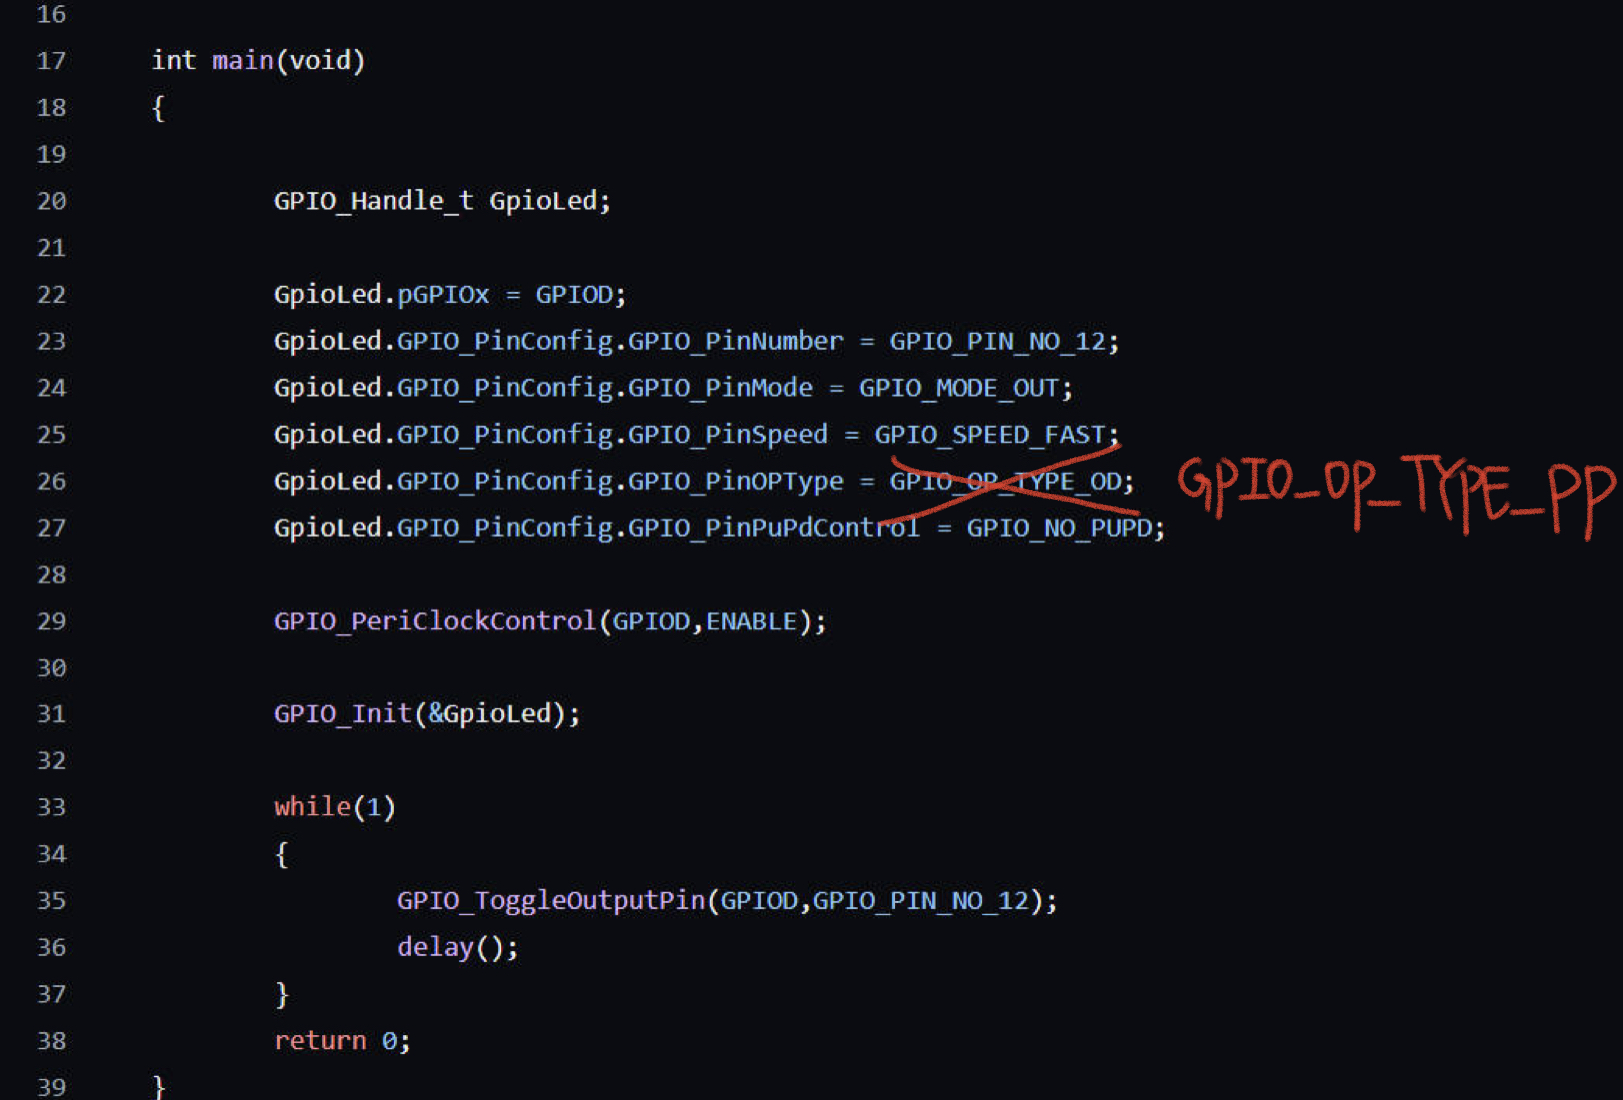 16
17 int main(void)
18 {
19
20 GPIO_Handle_t GpioLed;
21
22 GpioLed.pGPIOx = GPIOD;
23 GpioLed.GPIO_PinConfig.GPIO_PinNumber = GPIO_PIN_NO_12;
24 GpioLed.GPIO_PinConfig.GPIO_PinMode = GPIO_MODE_OUT;
25 GpioLed.GPIO_PinConfig.GPIO_PinSpeed = GPIO_SPEED_FAST;
26 GpioLed.GPIO_PinConfig.GPIO_PinOPType = GPIO_OP_TYPE_OD; GPIO_OP_TYPE_PP
27 GpioLed.GPIO_PinConfig.GPIO_PinPuPdControl = GPIO_NO_PUPD;
28
29 GPIO_PeriClockControl(GPIOD,ENABLE);
30
31 GPIO_Init(&GpioLed);
32
33 while(1)
34 {
35 GPIO_ToggleOutputPin(GPIOD,GPIO_PIN_NO_12);
36 delay();
37 }
38 return 0;
39 }